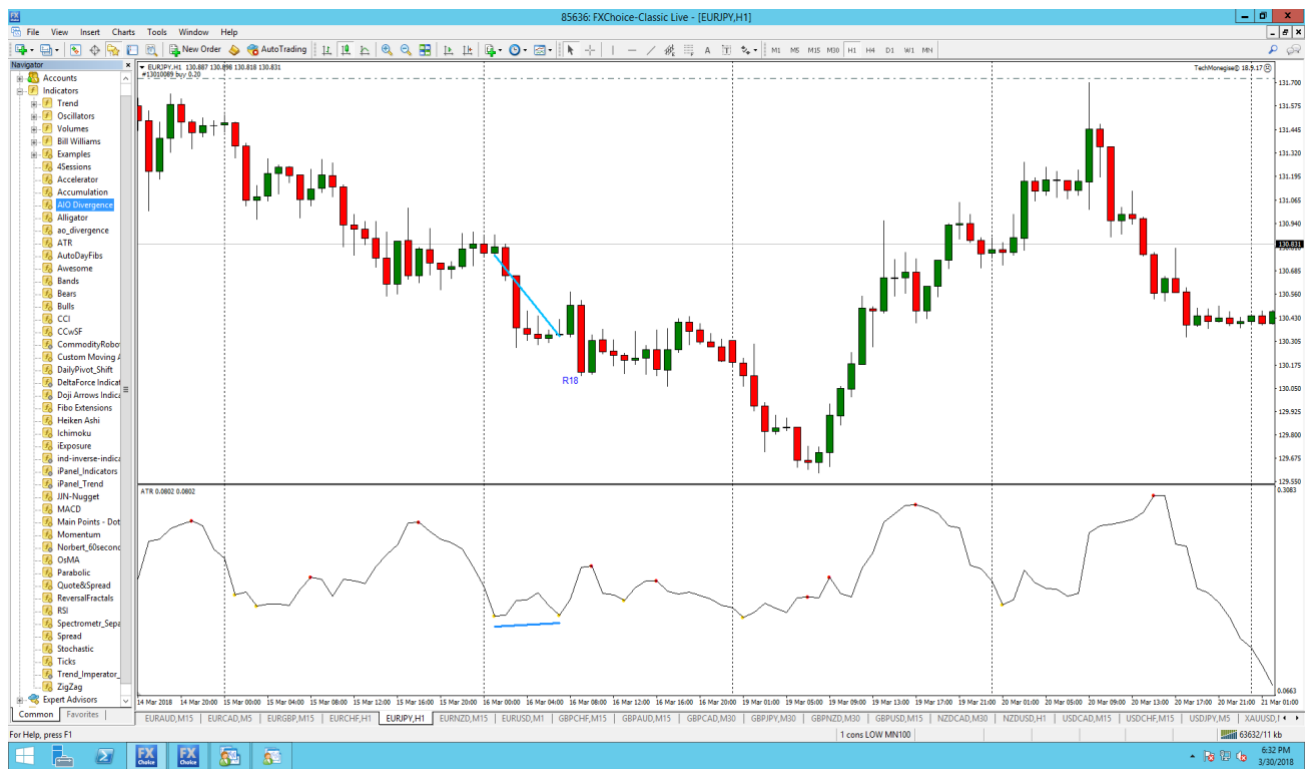 85636: FXChoice-Classic Live - [EURJPY,H1]
File View Insert Charts Tools Window Help
New Order AutoTrading A T M1 M5 M15 M30 H1 H4 D1 W1 MN
Navigator
Accounts
Indicators
Trend
Oscillators
Volumes
Bill Williams
Examples
4Sessions
Accelerator
Accumulation
AIO Divergence
Alligator
ao_divergence
ATR
AutoDayFibs
Awesome
Bands
Bears
Bulls
CCI
CCwSF
CommodityRobo
Custom Moving A
DailyPivot_Shift
DeltaForce Indicat
Doji Arrows Indica
Fibo Extensions
Heiken Ashi
Ichimoku
iExposure
ind-inverse-indica
iPanel_Indicators
iPanel_Trend
JJN-Nugget
MACD
Main Points - Dot
Momentum
Norbert_60second
OsMA
Parabolic
Quote&Spread
ReversalFractals
RSI
Spectrometr_Sepa
Spread
Stochastic
Ticks
Trend_Imperator_
ZigZag
Expert Advisors
Common Favorites
EURJPY,H1 130.887 130.898 130.818 130.831
#13010089 buy 0.20
TechMonegise© 18.9.17
131.700
131.575
131.445
131.320
131.195
131.065
130.940
130.831
130.685
130.560
130.430
130.305
130.175
130.050
129.925
129.800
129.675
129.550
R18
ATR 0.0802 0.0802
0.3083
0.0663
14 Mar 2018 14 Mar 20:00 15 Mar 00:00 15 Mar 04:00 15 Mar 08:00 15 Mar 12:00 15 Mar 16:00 15 Mar 20:00 16 Mar 00:00 16 Mar 04:00 16 Mar 08:00 16 Mar 12:00 16 Mar 16:00 16 Mar 20:00 19 Mar 01:00 19 Mar 05:00 19 Mar 09:00 19 Mar 13:00 19 Mar 17:00 19 Mar 21:00 20 Mar 01:00 20 Mar 05:00 20 Mar 09:00 20 Mar 13:00 20 Mar 17:00 20 Mar 21:00 21 Mar 01:00
EURAUD,M15 EURCAD,M5 EURGBP,M15 EURCHF,H1 EURJPY,H1 EURNZD,M15 EURUSD,M1 GBPCHF,M15 GBPAUD,M15 GBPCAD,M30 GBPJPY,M30 GBPNZD,M30 GBPUSD,M15 NZDCAD,M30 NZDUSD,H1 USDCAD,M15 USDCHF,M15 USDJPY,M5 XAUUSD,I
For Help, press F1
1 cons LOW MN100
63632/11 kb
FX Choice FX Choice
6:32 PM
3/30/2018